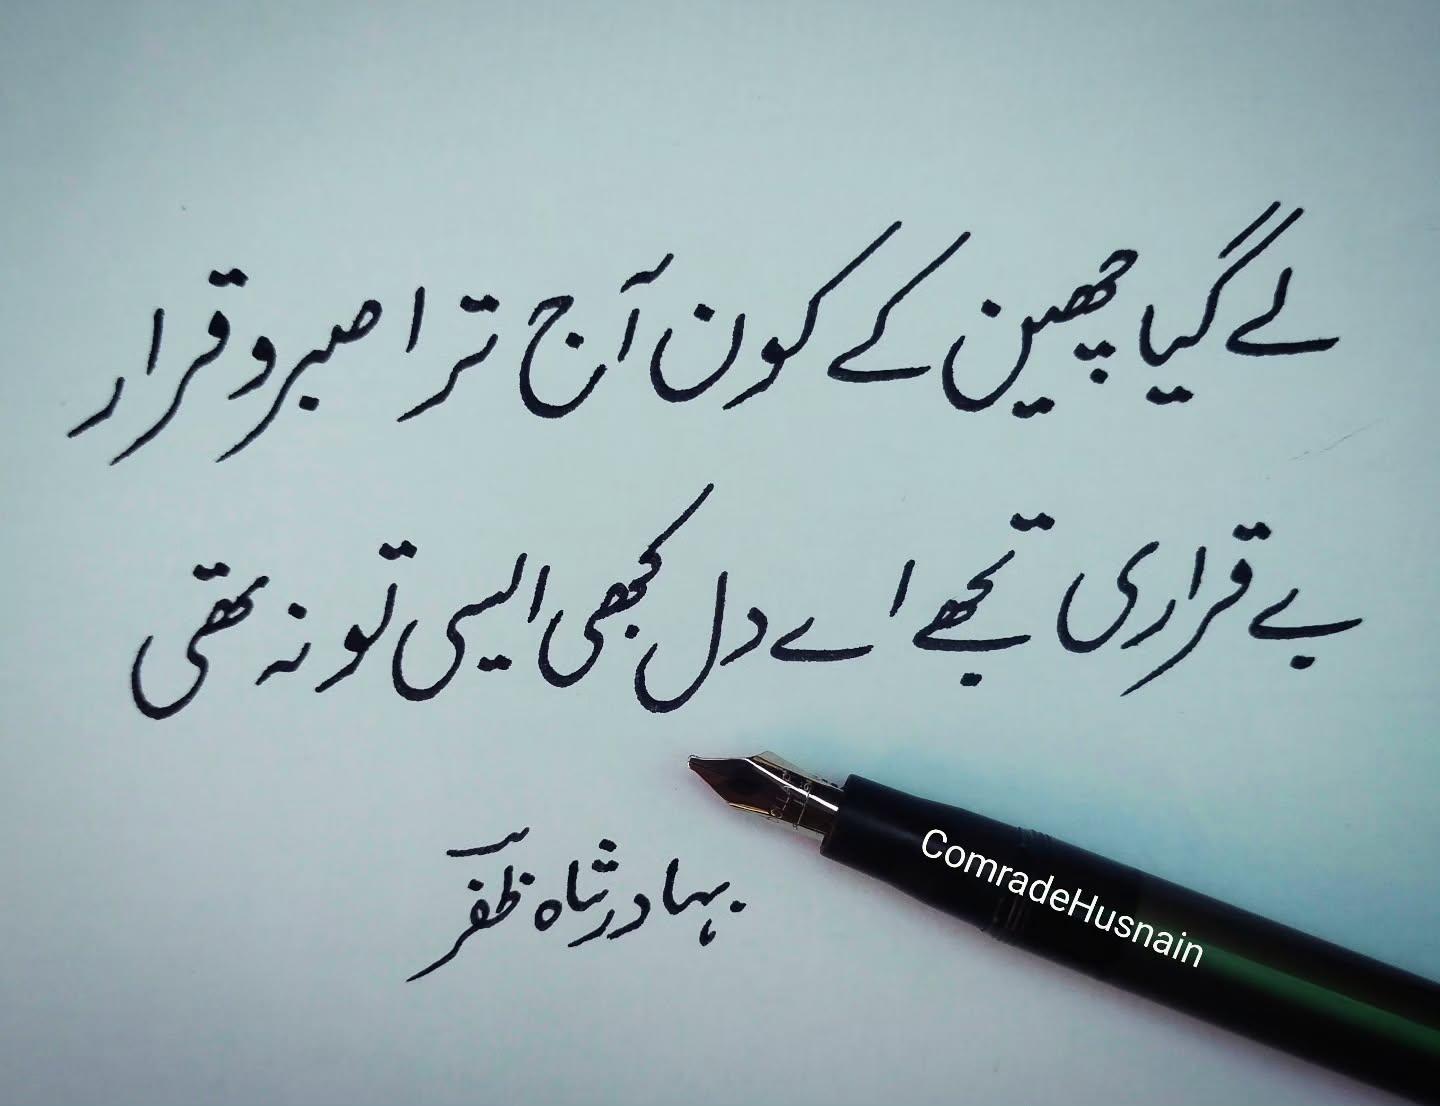 لے گیا چھین کے کون آج ترا صبر و قرار
بے قراری تجھے اے دل کبھی ایسی تو نہ تھی
بہادر شاہ ظفر
ComradeHusnain